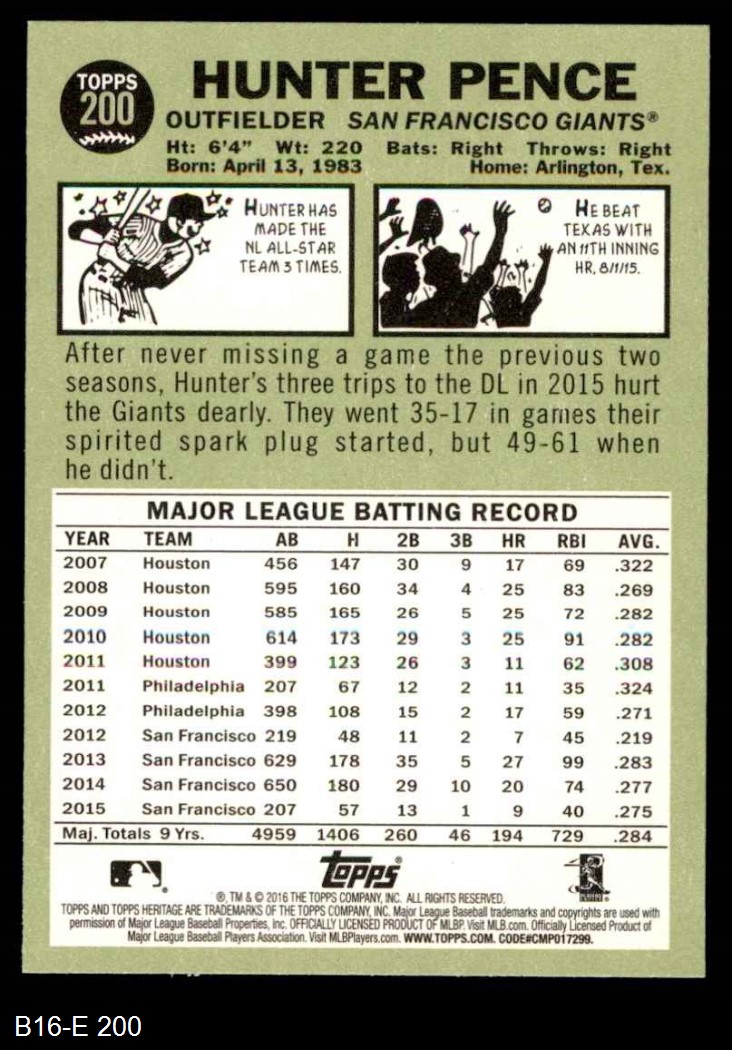 TOPPS
200
HUNTER PENCE
OUTFIELDER SAN FRANCISCO GIANTS®
Ht: 6'4" Wt: 220 Bats: Right Throws: Right
Born: April 13, 1983 Home: Arlington, Tex.
HUNTER HAS
MADE THE
NL ALL-STAR
TEAM 3 TIMES.
HE BEAT
TEXAS WITH
AN 11TH INNING
HR, 8/1/15.
After never missing a game the previous two
seasons, Hunter's three trips to the DL in 2015 hurt
the Giants dearly. They went 35-17 in games their
spirited spark plug started, but 49-61 when
he didn't.
MAJOR LEAGUE BATTING RECORD
YEAR TEAM AB H 2B 3B HR RBI AVG.
2007 Houston 456 147 30 9 17 69 .322
2008 Houston 595 160 34 4 25 83 .269
2009 Houston 585 165 26 5 25 72 .282
2010 Houston 614 173 29 3 25 91 .282
2011 Houston 399 123 26 3 11 62 .308
2011 Philadelphia 207 67 12 2 11 35 .324
2012 Philadelphia 398 108 15 2 17 59 .271
2012 San Francisco 219 48 11 2 7 45 .219
2013 San Francisco 629 178 35 5 27 99 .283
2014 San Francisco 650 180 29 10 20 74 .277
2015 San Francisco 207 57 13 1 9 40 .275
Maj. Totals 9 Yrs. 4959 1406 260 46 194 729 .284
Topps®
®, TM & © 2016 THE TOPPS COMPANY, INC. ALL RIGHTS RESERVED.
TOPPS AND TOPPS HERITAGE ARE TRADEMARKS OF THE TOPPS COMPANY, INC. Major League Baseball trademarks and copyrights are used with
permission of Major League Baseball Properties, Inc. OFFICIALLY LICENSED PRODUCT OF MLBP. Visit MLB.com. Officially Licensed Product of
Major League Baseball Players Association. Visit MLBPlayers.com. WWW.TOPPS.COM. CODE#CMP017299.
B16-E 200